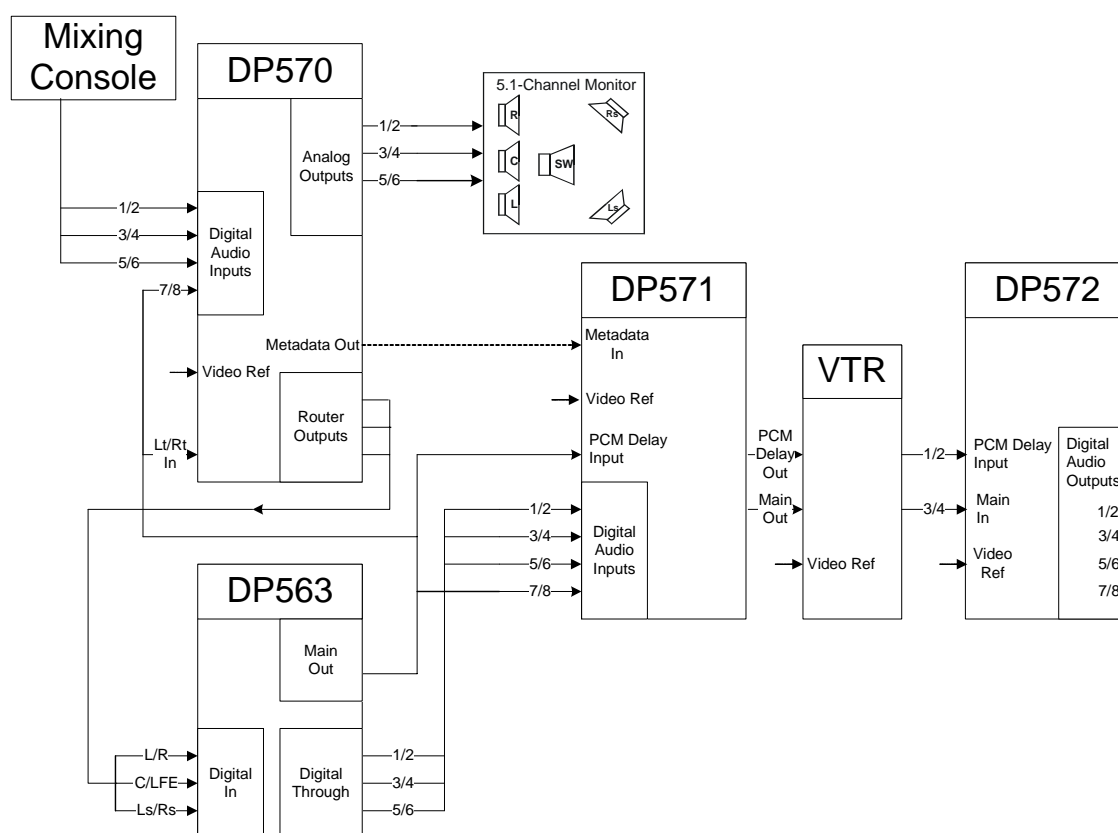 Mixing
Console
DP570
5.1-Channel Monitor
R
Rs
C
SW
L
Ls
Analog
Outputs
1/2
3/4
5/6
1/2
3/4
5/6
7/8
Digital
Audio
Inputs
Metadata Out
Video Ref
Router
Outputs
Lt/Rt
In
DP571
Metadata
In
Video Ref
PCM Delay
Input
1/2
3/4
5/6
7/8
Digital
Audio
Inputs
PCM
Delay
Out
Main
Out
VTR
Video Ref
1/2
3/4
DP572
PCM Delay
Input
Main
In
Video
Ref
Digital
Audio
Outputs
1/2
3/4
5/6
7/8
DP563
Main
Out
L/R
C/LFE
Ls/Rs
Digital
In
Digital
Through
1/2
3/4
5/6